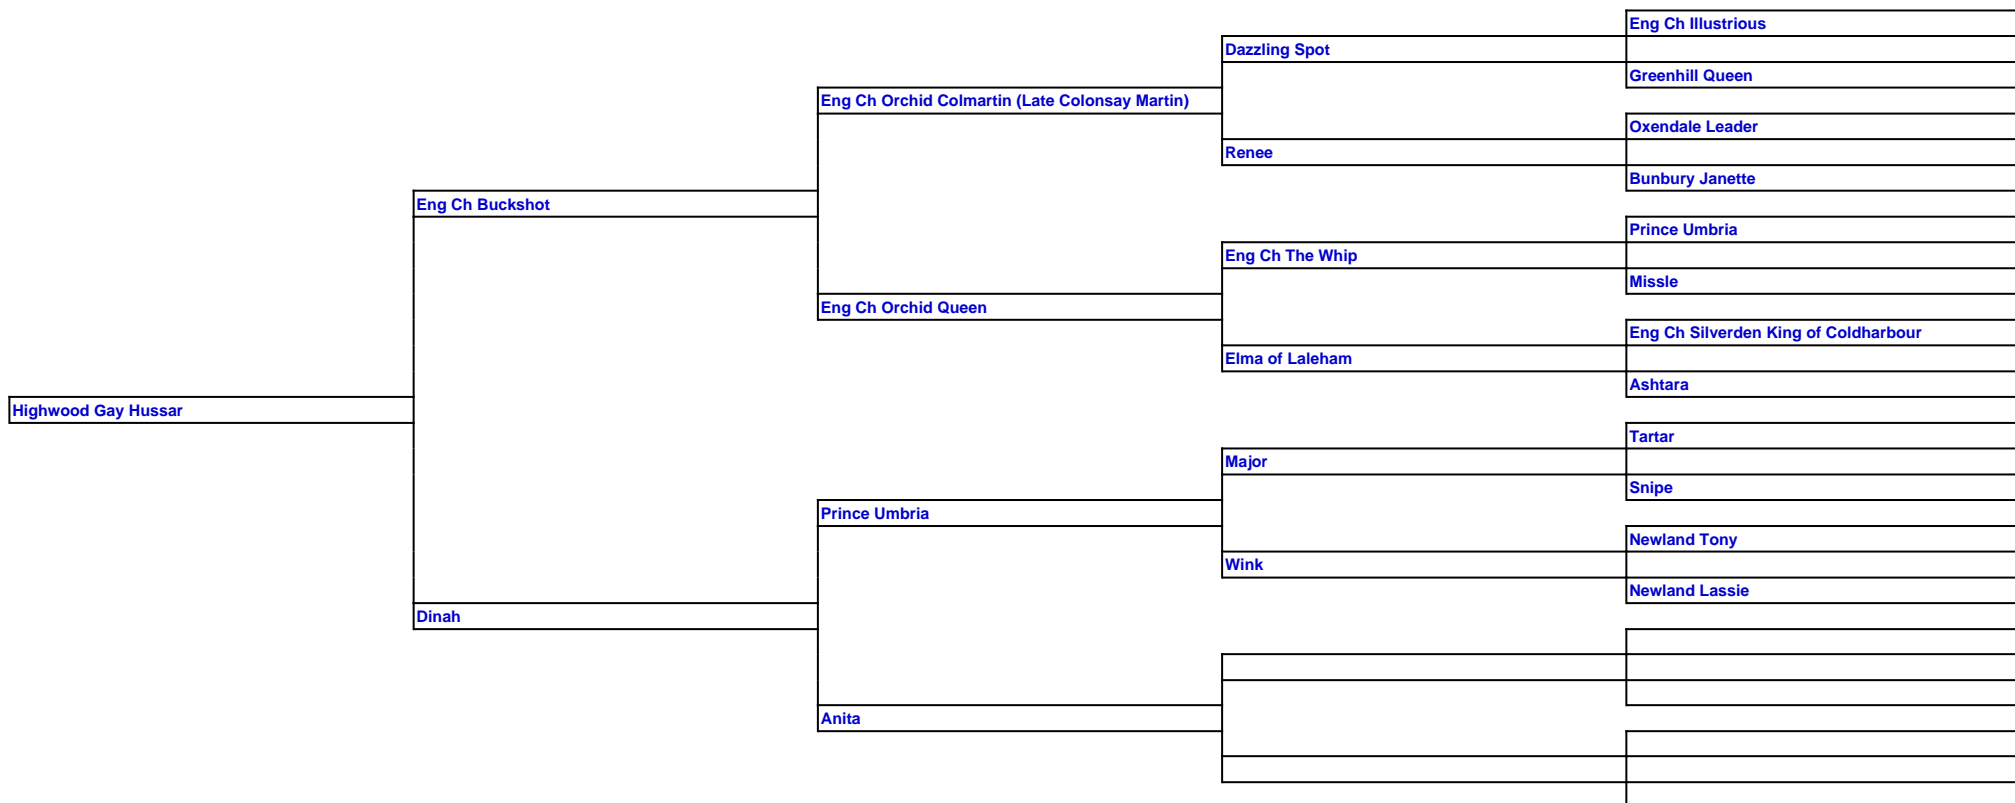 Eng Ch Illustrious
Dazzling Spot
Greenhill Queen
Eng Ch Orchid Colmartin (Late Colonsay Martin)
Oxendale Leader
Renee
Bunbury Janette
Eng Ch Buckshot
Prince Umbria
Eng Ch The Whip
Missle
Eng Ch Orchid Queen
Eng Ch Silverden King of Coldharbour
Elma of Laleham
Ashtara
Highwood Gay Hussar
Tartar
Major
Snipe
Prince Umbria
Newland Tony
Wink
Newland Lassie
Dinah
Anita